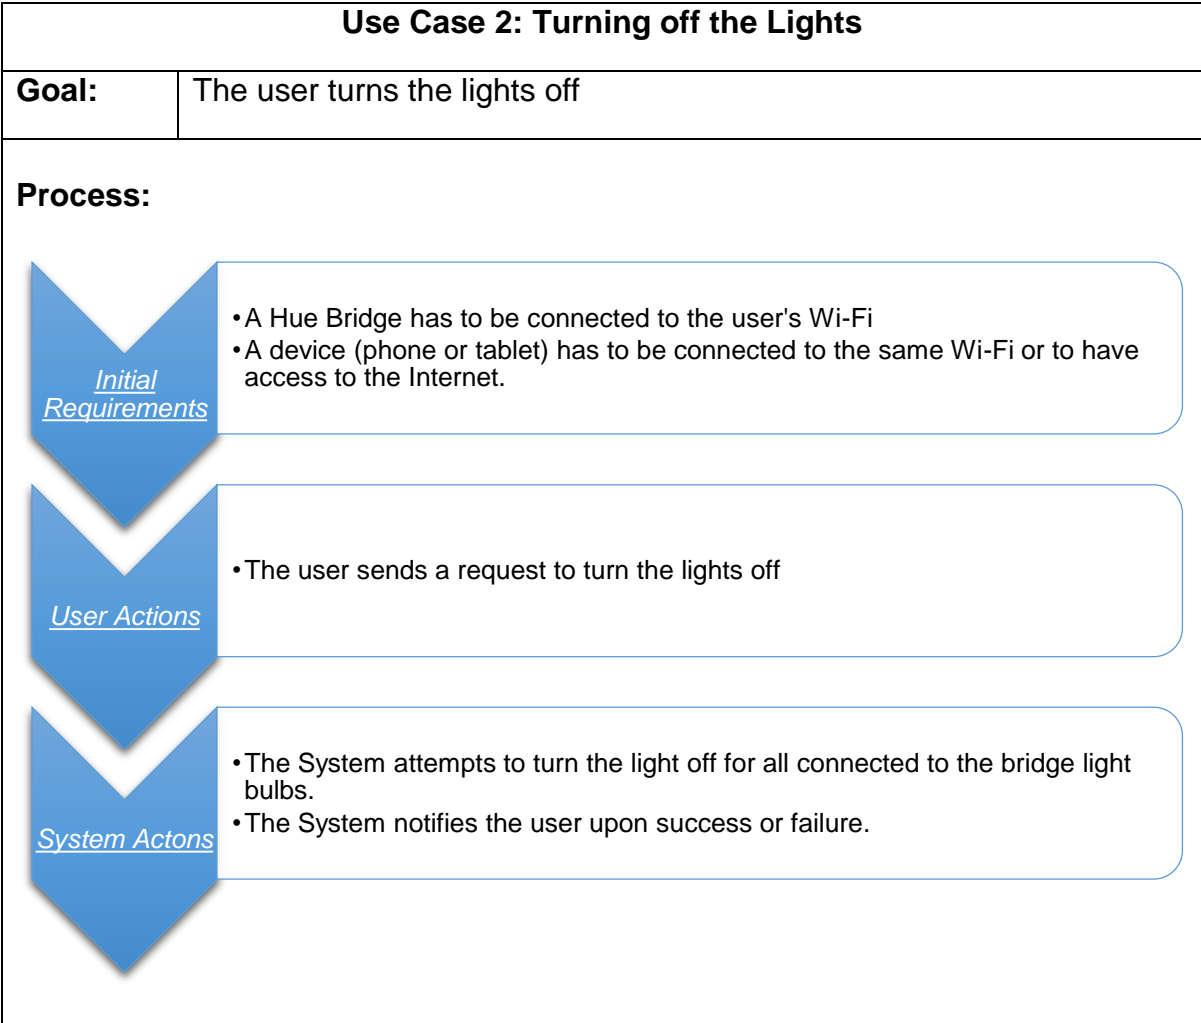 Use Case 2: Turning off the Lights
Goal:
The user turns the lights off
Process:
Initial
Requirements
•A Hue Bridge has to be connected to the user's Wi-Fi
•A device (phone or tablet) has to be connected to the same Wi-Fi or to have
access to the Internet.
User Actions
•The user sends a request to turn the lights off
System Actons
•The System attempts to turn the light off for all connected to the bridge light
bulbs.
•The System notifies the user upon success or failure.